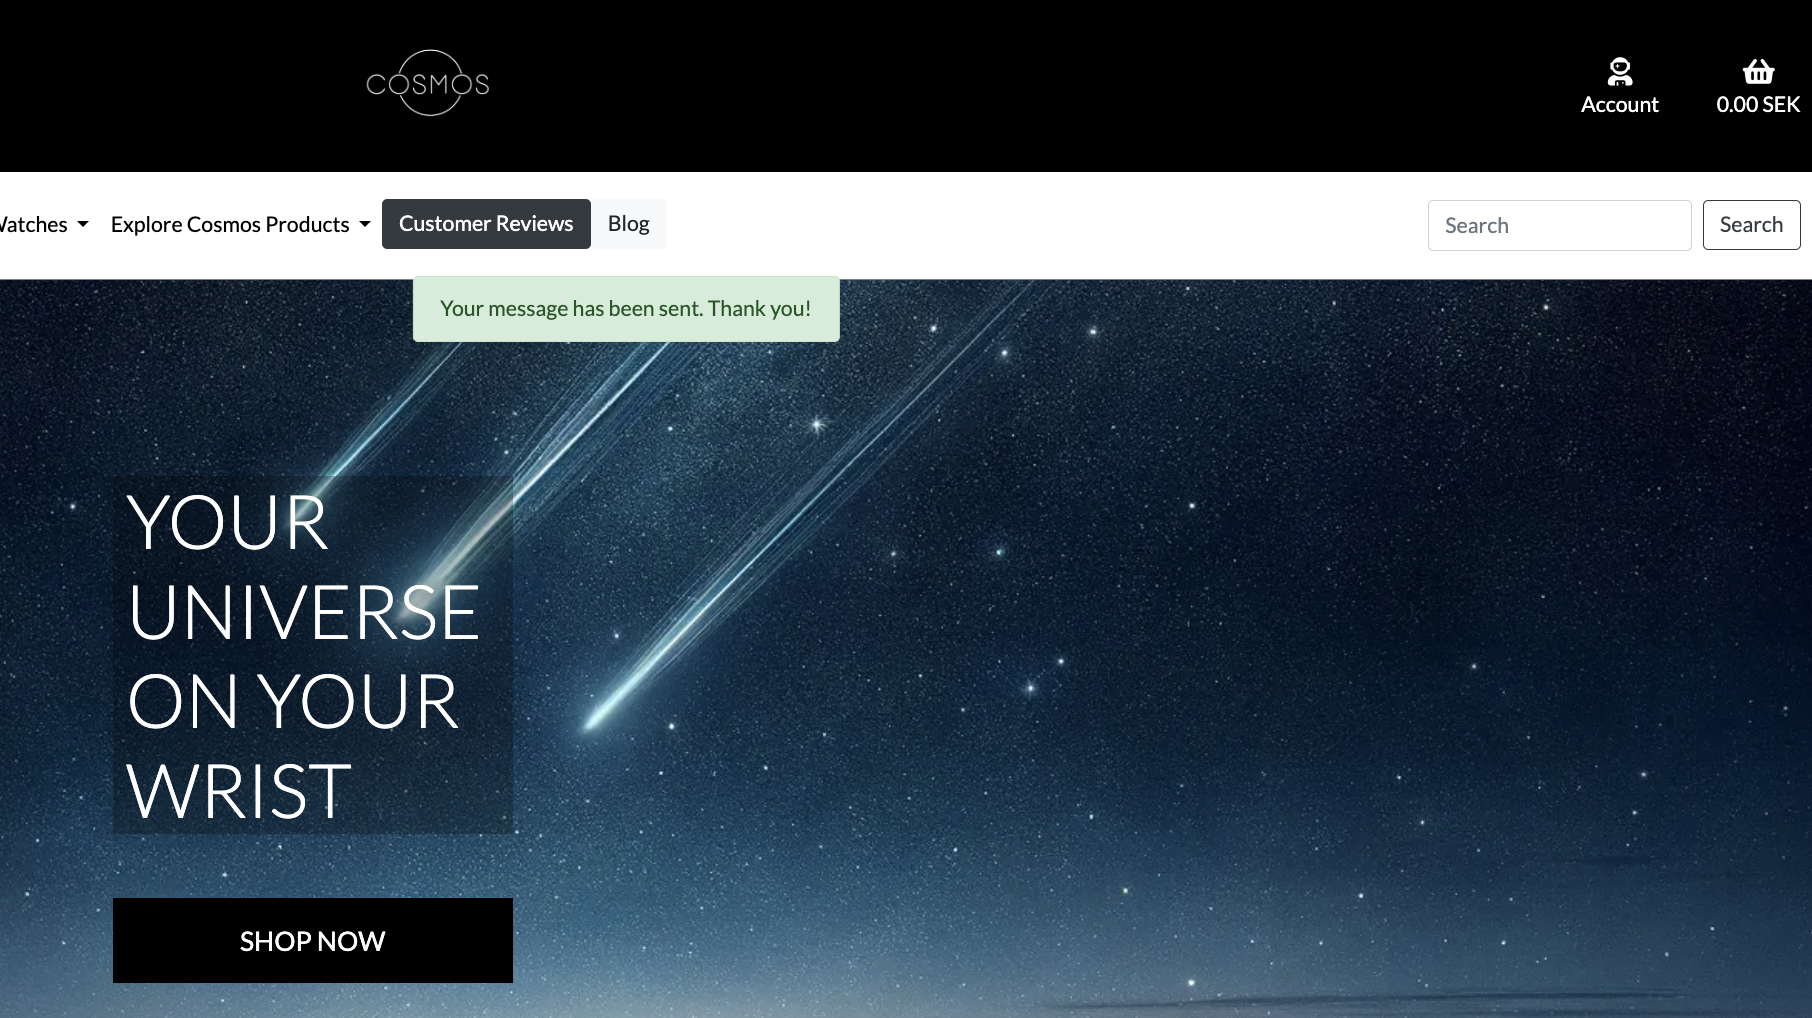 COSMOS
Account
0.00 SEK
Explore Cosmos Products
Customer Reviews
Blog
Search
Search
Your message has been sent. Thank you!
YOUR
UNIVERSE
ON YOUR
WRIST
SHOP NOW